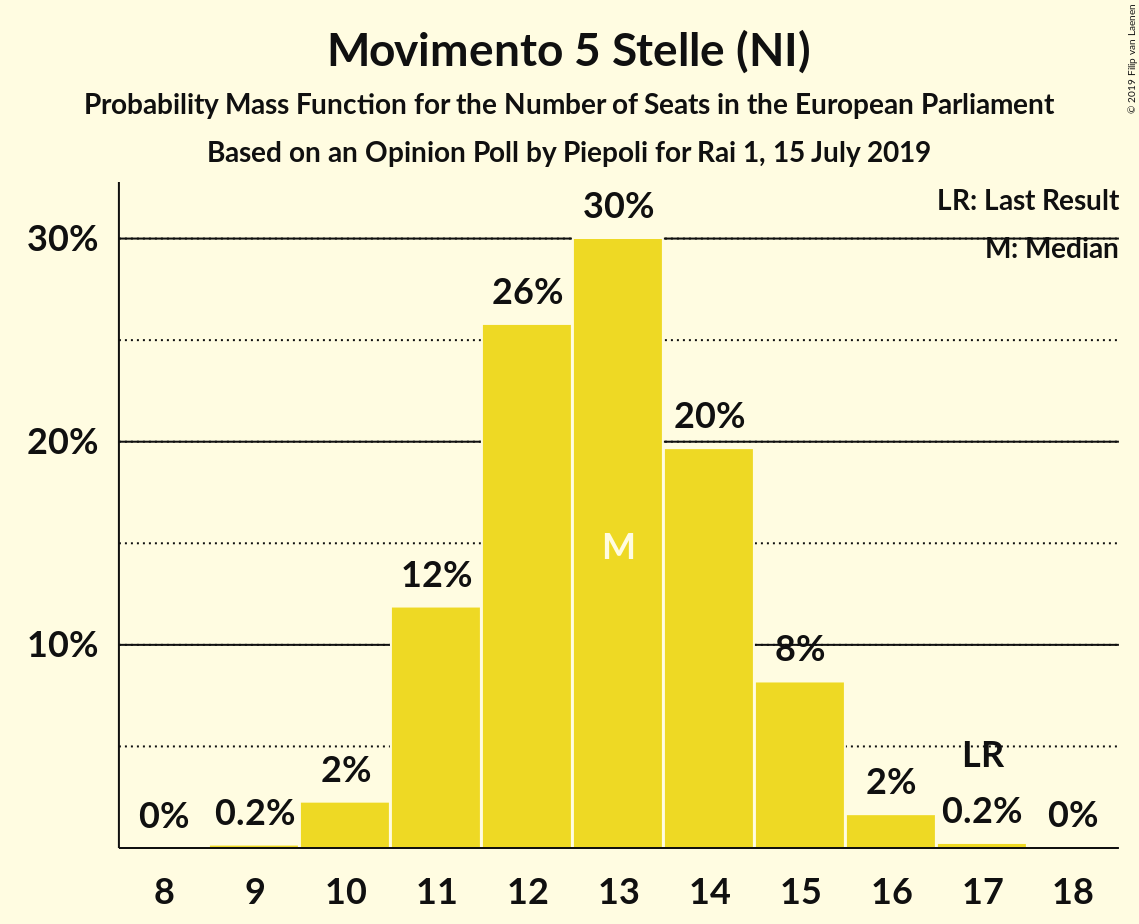 Movimento 5 Stelle (NI)
Probability Mass Function for the Number of Seats in the European Parliament
Based on an Opinion Poll by Piepoli for Rai 1, 15 July 2019
© 2019 Filip van Laenen
LR: Last Result
M: Median
30%
20%
10%
0%
0.2%
2%
12%
26%
30%
M
20%
8%
2%
LR
0.2%
0%
8 9 10 11 12 13 14 15 16 17 18